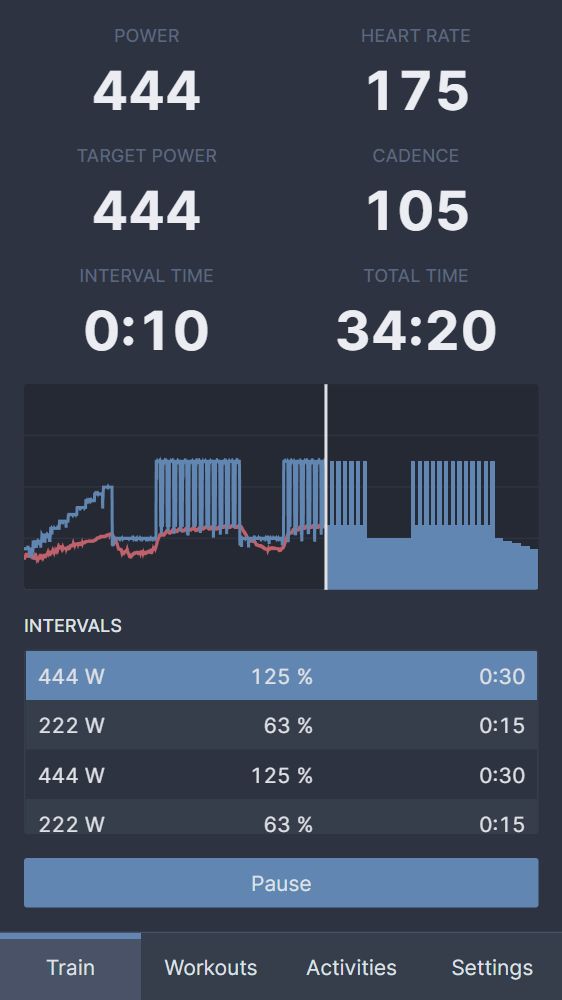 POWER HEART RATE
444 175
TARGET POWER CADENCE
444 105
INTERVAL TIME TOTAL TIME
0:10 34:20
INTERVALS
444 W 125 % 0:30
222 W 63 % 0:15
444 W 125 % 0:30
222 W 63 % 0:15
Pause
Train Workouts Activities Settings